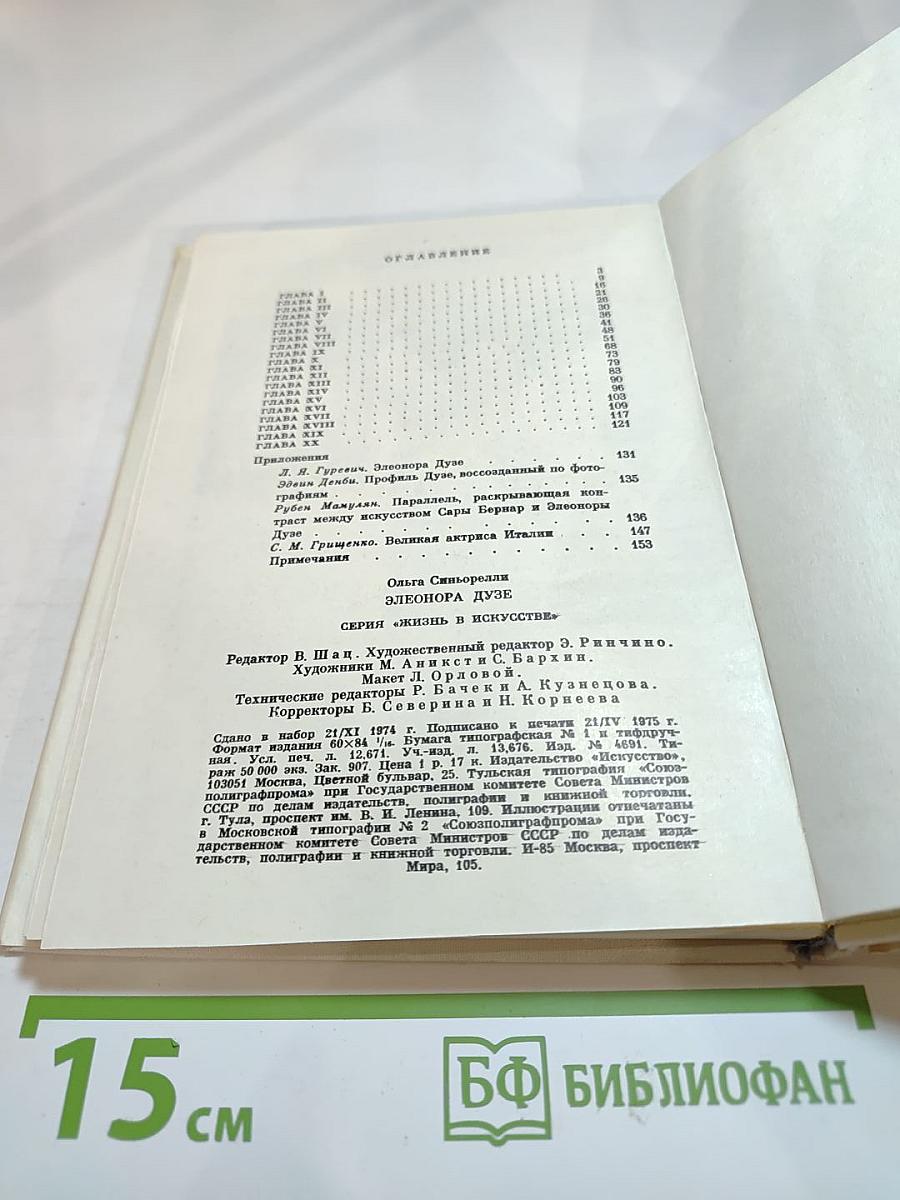 ОГЛАВЛЕНИЕ
ГЛАВА I . . . . . . . . . . . . 3
ГЛАВА II . . . . . . . . . . . . 9
ГЛАВА III . . . . . . . . . . . . 16
ГЛАВА IV . . . . . . . . . . . . 21
ГЛАВА V . . . . . . . . . . . . 26
ГЛАВА VI . . . . . . . . . . . . 30
ГЛАВА VII . . . . . . . . . . . . 36
ГЛАВА VIII . . . . . . . . . . . . 41
ГЛАВА IX . . . . . . . . . . . . 48
ГЛАВА X . . . . . . . . . . . . 51
ГЛАВА XI . . . . . . . . . . . . 68
ГЛАВА XII . . . . . . . . . . . . 73
ГЛАВА XIII . . . . . . . . . . . . 79
ГЛАВА XIV . . . . . . . . . . . . 83
ГЛАВА XV . . . . . . . . . . . . 90
ГЛАВА XVI . . . . . . . . . . . . 96
ГЛАВА XVII . . . . . . . . . . . . 103
ГЛАВА XVIII . . . . . . . . . . . . 109
ГЛАВА XIX . . . . . . . . . . . . 117
ГЛАВА XX . . . . . . . . . . . . 121
Приложения
Л. Я. Гуревич. Элеонора Дузе . . . . . . 131
Эдвин Денби. Профиль Дузе, воссозданный по фото-
графиям . . . . . . . . . . . 135
Рубен Мамулян. Параллель, раскрывающая кон-
траст между искусством Сары Бернар и Элеоноры
Дузе . . . . . . . . . . . . 136
С. М. Грищенко. Великая актриса Италии . . . 147
Примечания . . . . . . . . . . 153
Ольга Синьорелли
ЭЛЕОНОРА ДУЗЕ
СЕРИЯ «ЖИЗНЬ В ИСКУССТВЕ»
Редактор В. Шац. Художественный редактор Э. Ринчино.
Художники М. Аникст и С. Бархин.
Макет Л. Орловой.
Технические редакторы Р. Бачек и А. Кузнецова.
Корректоры Б. Северина и Н. Корнеева
Сдано в набор 21/XI 1974 г. Подписано к печати 21/IV 1975 г.
Формат издания 60×84 1/16. Бумага типографская № 1 и тифдруч-
ная. Усл. печ. л. 12,671. Уч.-изд. л. 13,676. Изд. № 4691. Ти-
раж 50 000 экз. Зак. 907. Цена 1 р. 17 к. Издательство «Искусство»,
103051 Москва, Цветной бульвар, 25. Тульская типография «Союз-
полиграфпрома» при Государственном комитете Совета Министров
СССР по делам издательств, полиграфии и книжной торговли.
г. Тула, проспект им. В. И. Ленина, 109. Иллюстрации отпечатаны
в Московской типографии № 2 «Союзполиграфпрома» при Госу-
дарственном комитете Совета Министров СССР по делам изда-
тельств, полиграфии и книжной торговли. И-85 Москва, проспект
Мира, 105.
15 см
БФ БИБЛИОФАН